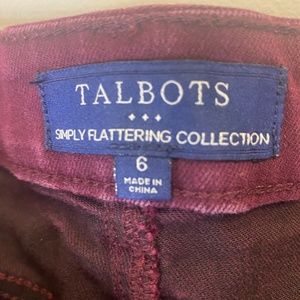 TALBOTS
SIMPLY FLATTERING COLLECTION
6
MADE IN
CHINA